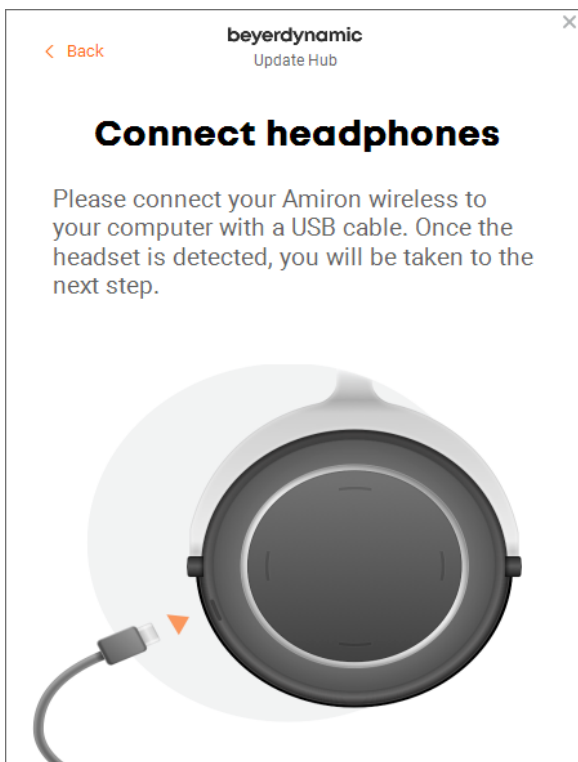 beyerdynamic
Back
Update Hub
Connect headphones
Please connect your Amiron wireless to
your computer with a USB cable. Once the
headset is detected, you will be taken to the
next step.